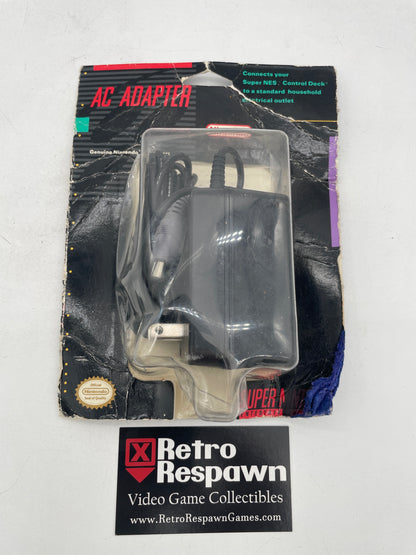 AC ADAPTER
Connects your
Super NES Control Deck
to a standard household
electrical outlet
Genuine Nintendo
Official
Nintendo
Seal of Quality
SUPER N
Retro
Respawn
Video Game Collectibles
www.RetroRespawnGames.com